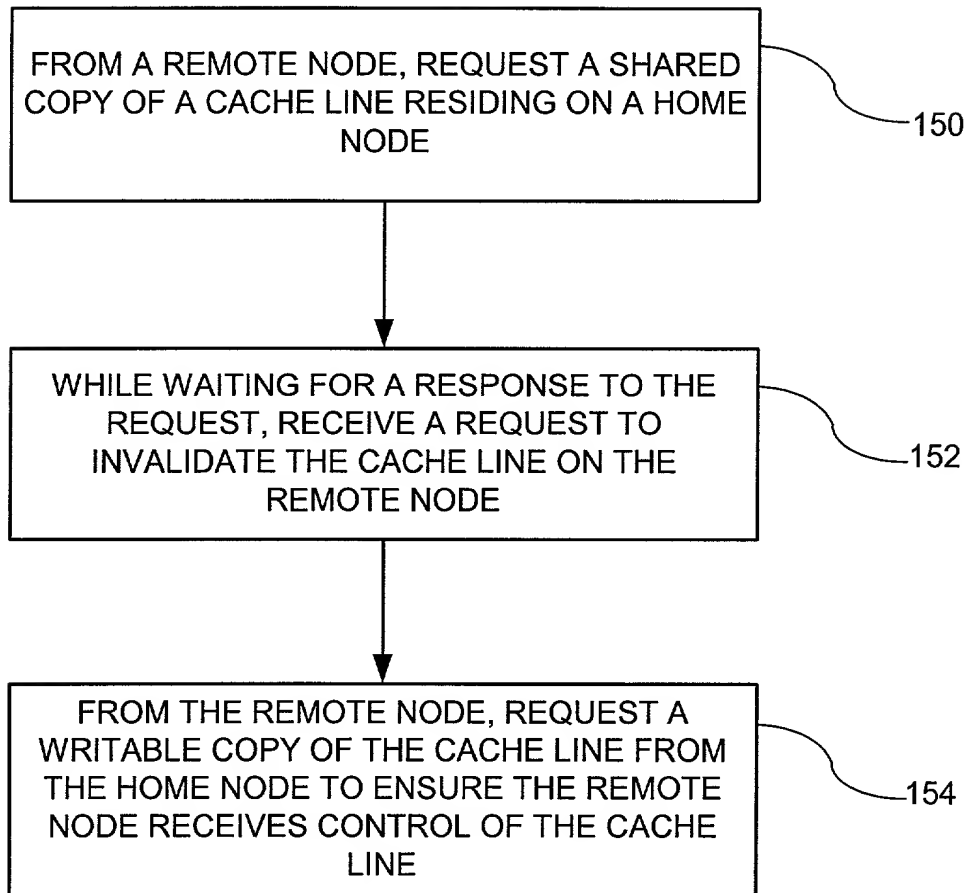 FROM A REMOTE NODE, REQUEST A SHARED
COPY OF A CACHE LINE RESIDING ON A HOME
NODE
150
WHILE WAITING FOR A RESPONSE TO THE
REQUEST, RECEIVE A REQUEST TO
INVALIDATE THE CACHE LINE ON THE
REMOTE NODE
152
FROM THE REMOTE NODE, REQUEST A
WRITABLE COPY OF THE CACHE LINE FROM
THE HOME NODE TO ENSURE THE REMOTE
NODE RECEIVES CONTROL OF THE CACHE
LINE
154